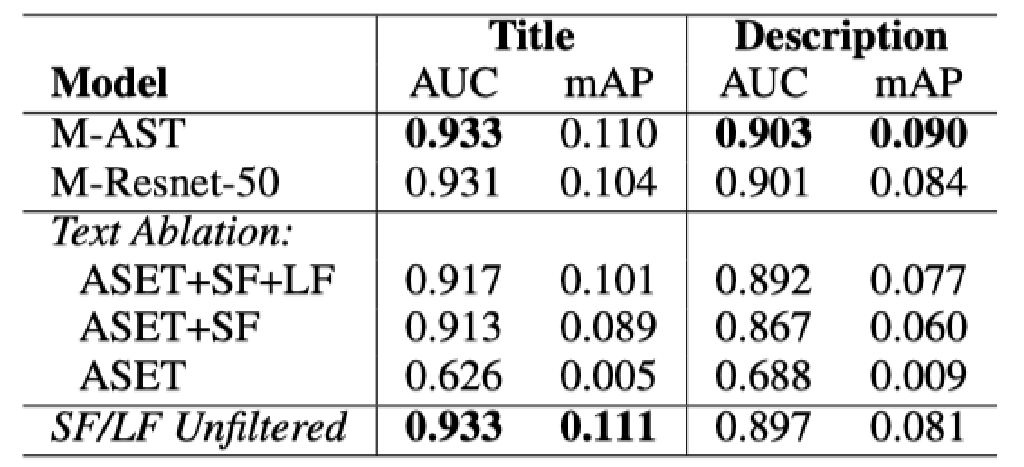 Title Description
Model AUC mAP AUC mAP
M-AST 0.933 0.110 0.903 0.090
M-Resnet-50 0.931 0.104 0.901 0.084
Text Ablation:
ASET+SF+LF 0.917 0.101 0.892 0.077
ASET+SF 0.913 0.089 0.867 0.060
ASET 0.626 0.005 0.688 0.009
SF/LF Unfiltered 0.933 0.111 0.897 0.081